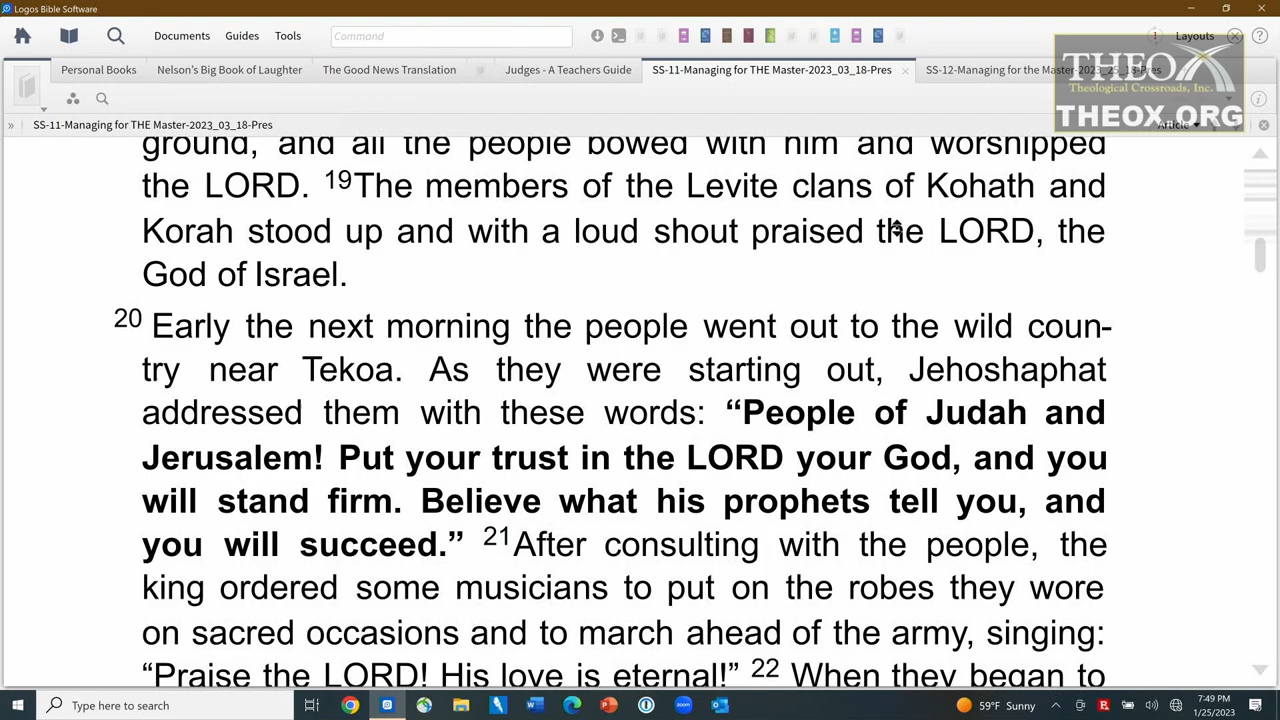 Logos Bible Software
Documents Guides Tools Command Layouts
Personal Books Nelson's Big Book of Laughter The Ga Judges - A Teachers Guide SS-11-Managing for THE Master-2023_03_18-Pres SS-12-Managing for the Master-2023
THEOX
Theological Crossroads, Inc.
THEOX.ORG
» SS-11-Managing for THE Master-2023_03_18-Pres Article
ground, and all the people bowed with him and worshipped
the LORD. 19The members of the Levite clans of Kohath and
Korah stood up and with a loud shout praised the LORD, the
God of Israel.
20 Early the next morning the people went out to the wild coun-
try near Tekoa. As they were starting out, Jehoshaphat
addressed them with these words: “People of Judah and
Jerusalem! Put your trust in the LORD your God, and you
will stand firm. Believe what his prophets tell you, and
you will succeed.” 21After consulting with the people, the
king ordered some musicians to put on the robes they wore
on sacred occasions and to march ahead of the army, singing:
“Praise the LORD! His love is eternal!” 22 When they began to
Type here to search
59°F Sunny
7:49 PM
1/25/2023